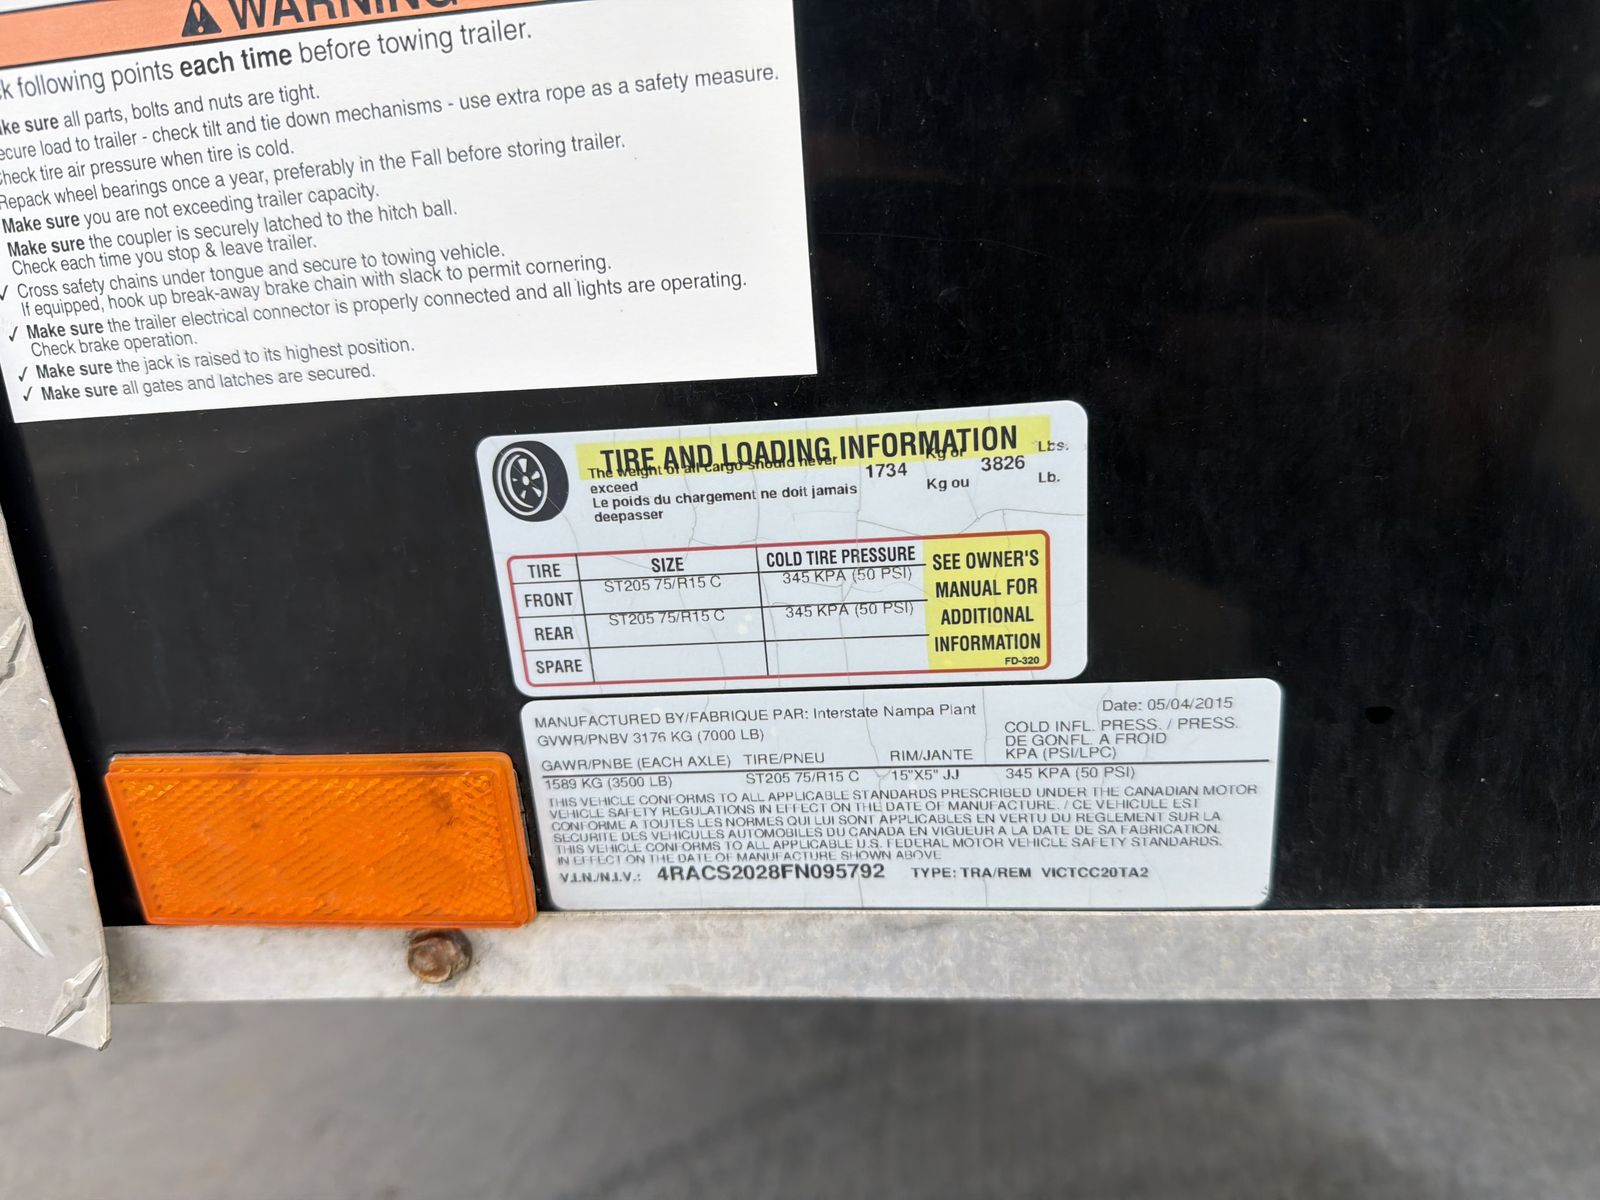 WARNING
following points each time before towing trailer.
sure all parts, bolts and nuts are tight.
load to trailer - check tilt and tie down mechanisms - use extra rope as a safety measure.
tire air pressure when tire is cold.
Repack wheel bearings once a year, preferably in the Fall before storing trailer.
Make sure you are not exceeding trailer capacity.
Make sure the coupler is securely latched to the hitch ball.
Check each time you stop & leave trailer.
✓ Cross safety chains under tongue and secure to towing vehicle.
If equipped, hook up break-away brake chain with slack to permit cornering.
✓ Make sure the trailer electrical connector is properly connected and all lights are operating.
Check brake operation.
✓ Make sure the jack is raised to its highest position.
✓ Make sure all gates and latches are secured.
TIRE AND LOADING INFORMATION
The weight of all cargo should never exceed 1734 Kg or 3826 Lbs.
Le poids du chargement ne doit jamais deepasser Kg ou Lb.
TIRE SIZE COLD TIRE PRESSURE
FRONT ST205 75/R15 C 345 KPA (50 PSI)
REAR ST205 75/R15 C 345 KPA (50 PSI)
SPARE
SEE OWNER'S
MANUAL FOR
ADDITIONAL
INFORMATION
FD-320
MANUFACTURED BY/FABRIQUE PAR: Interstate Nampa Plant Date: 05/04/2015
GVWR/PNBV 3176 KG (7000 LB)
COLD INFL. PRESS. / PRESS.
DE GONFL. A FROID
GAWR/PNBE (EACH AXLE) TIRE/PNEU RIM/JANTE KPA (PSI/LPC)
1589 KG (3500 LB) ST205 75/R15 C 15"X5" JJ 345 KPA (50 PSI)
THIS VEHICLE CONFORMS TO ALL APPLICABLE STANDARDS PRESCRIBED UNDER THE CANADIAN MOTOR
VEHICLE SAFETY REGULATIONS IN EFFECT ON THE DATE OF MANUFACTURE. / CE VEHICULE EST
CONFORME A TOUTES LES NORMES QUI LUI SONT APPLICABLES EN VERTU DU REGLEMENT SUR LA
SECURITE DES VEHICULES AUTOMOBILES DU CANADA EN VIGUEUR A LA DATE DE SA FABRICATION.
THIS VEHICLE CONFORMS TO ALL APPLICABLE U.S. FEDERAL MOTOR VEHICLE SAFETY STANDARDS.
IN EFFECT ON THE DATE OF MANUFACTURE SHOWN ABOVE
V.I.N./N.I.V.: 4RACS2028FN095792 TYPE: TRA/REM VICTCC20TA2